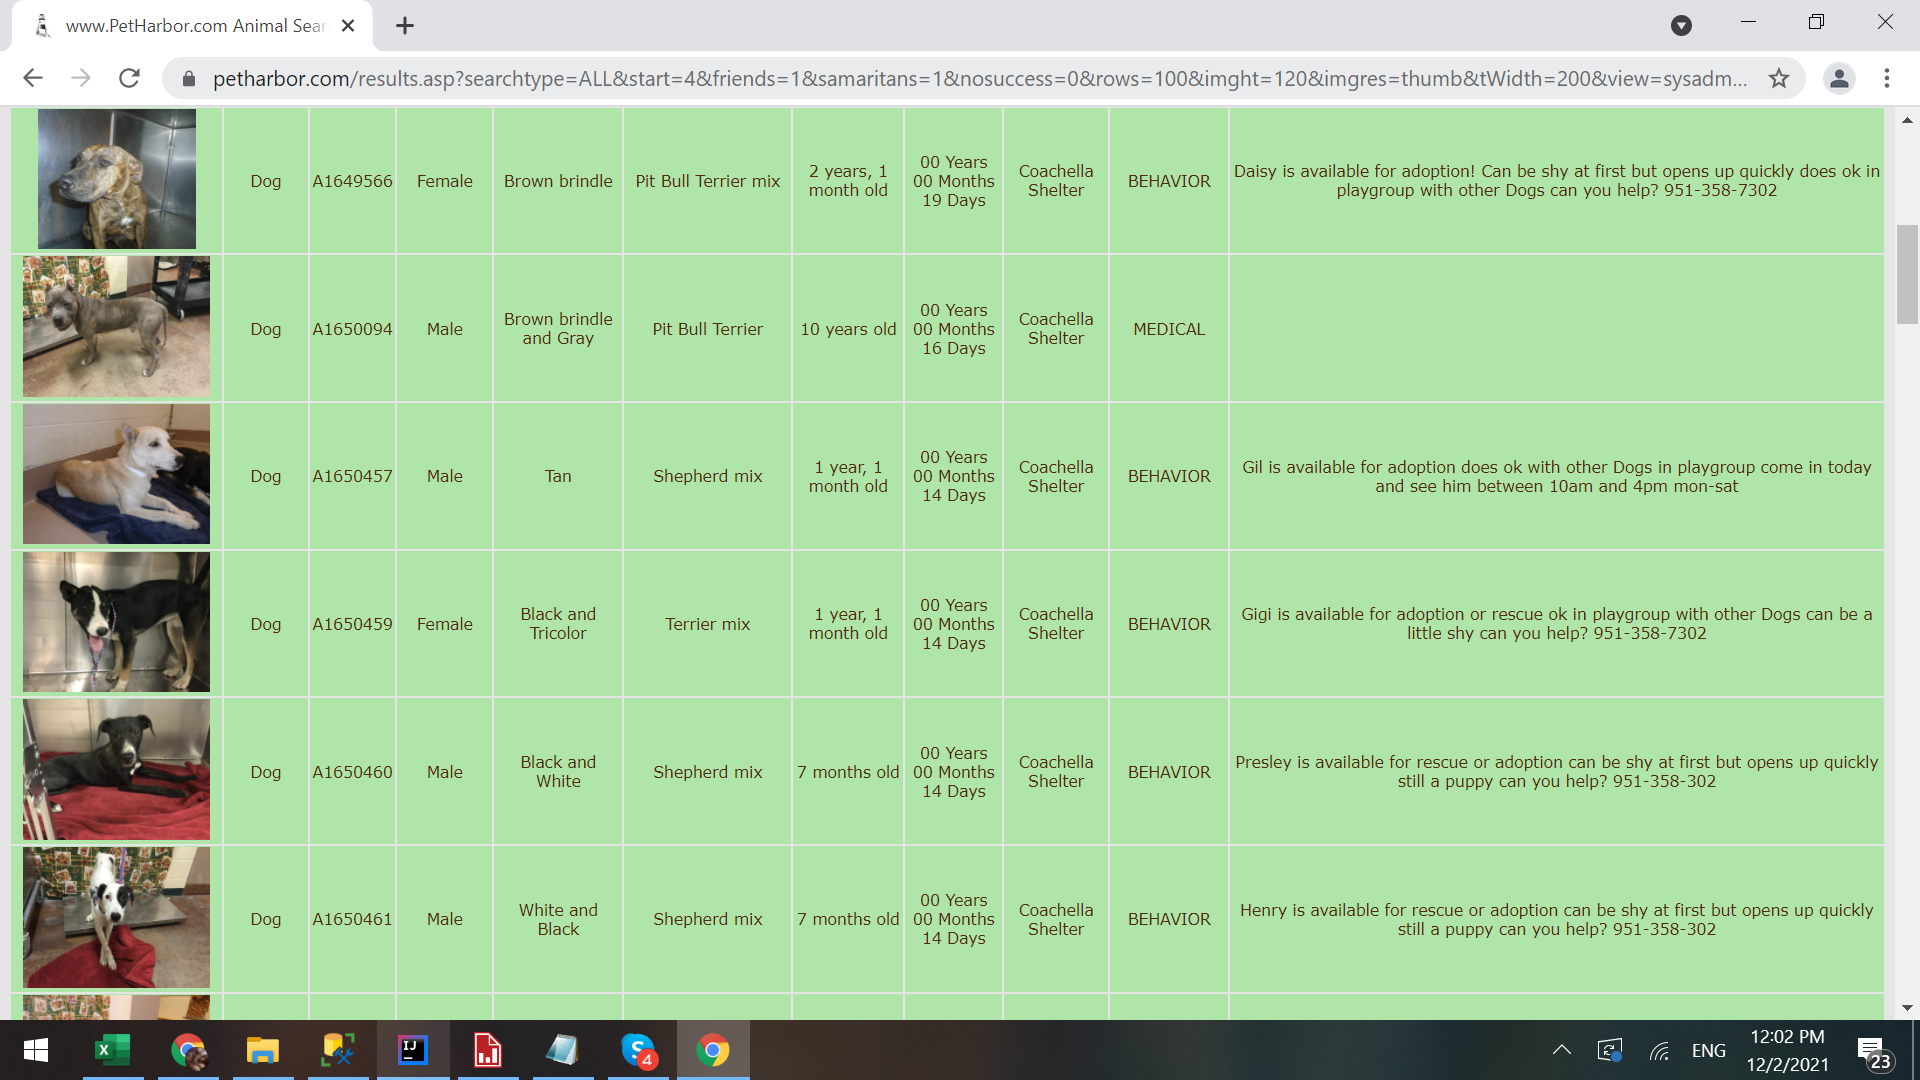 www.PetHarbor.com Animal Sear
petharbor.com/results.asp?searchtype=ALL&start=4&friends=1&samaritans=1&nosuccess=0&rows=100&imght=120&imgres=thumb&tWidth=200&view=sysadm...
Dog
A1649566
Female
Brown brindle
Pit Bull Terrier mix
2 years, 1
month old
00 Years
00 Months
19 Days
Coachella
Shelter
BEHAVIOR
Daisy is available for adoption! Can be shy at first but opens up quickly does ok in
playgroup with other Dogs can you help? 951-358-7302
Dog
A1650094
Male
Brown brindle
and Gray
Pit Bull Terrier
10 years old
00 Years
00 Months
16 Days
Coachella
Shelter
MEDICAL
Dog
A1650457
Male
Tan
Shepherd mix
1 year, 1
month old
00 Years
00 Months
14 Days
Coachella
Shelter
BEHAVIOR
Gil is available for adoption does ok with other Dogs in playgroup come in today
and see him between 10am and 4pm mon-sat
Dog
A1650459
Female
Black and
Tricolor
Terrier mix
1 year, 1
month old
00 Years
00 Months
14 Days
Coachella
Shelter
BEHAVIOR
Gigi is available for adoption or rescue ok in playgroup with other Dogs can be a
little shy can you help? 951-358-7302
Dog
A1650460
Male
Black and
White
Shepherd mix
7 months old
00 Years
00 Months
14 Days
Coachella
Shelter
BEHAVIOR
Presley is available for rescue or adoption can be shy at first but opens up quickly
still a puppy can you help? 951-358-302
Dog
A1650461
Male
White and
Black
Shepherd mix
7 months old
00 Years
00 Months
14 Days
Coachella
Shelter
BEHAVIOR
Henry is available for rescue or adoption can be shy at first but opens up quickly
still a puppy can you help? 951-358-302
X
IJ
S
4
ENG
12:02 PM
12/2/2021
23